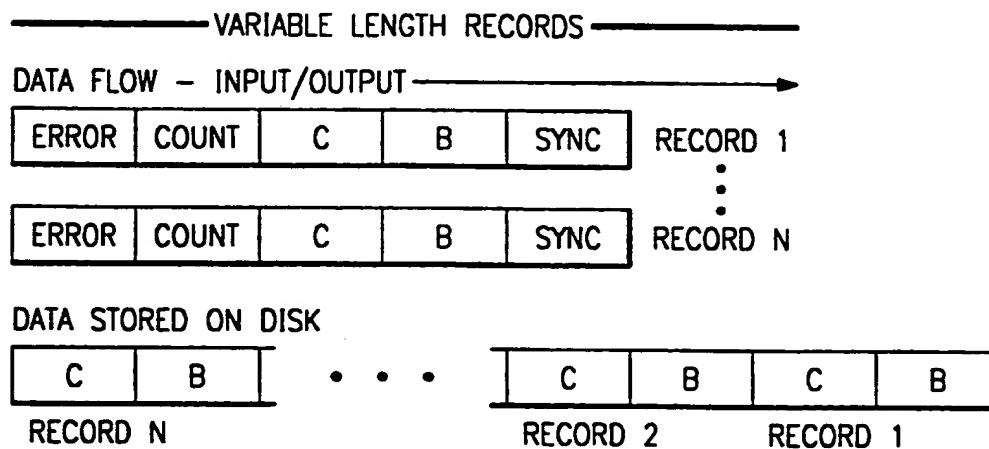 VARIABLE LENGTH RECORDS
DATA FLOW – INPUT/OUTPUT
ERROR COUNT C B SYNC RECORD 1
ERROR COUNT C B SYNC RECORD N
DATA STORED ON DISK
C B • • • C B C B
RECORD N RECORD 2 RECORD 1